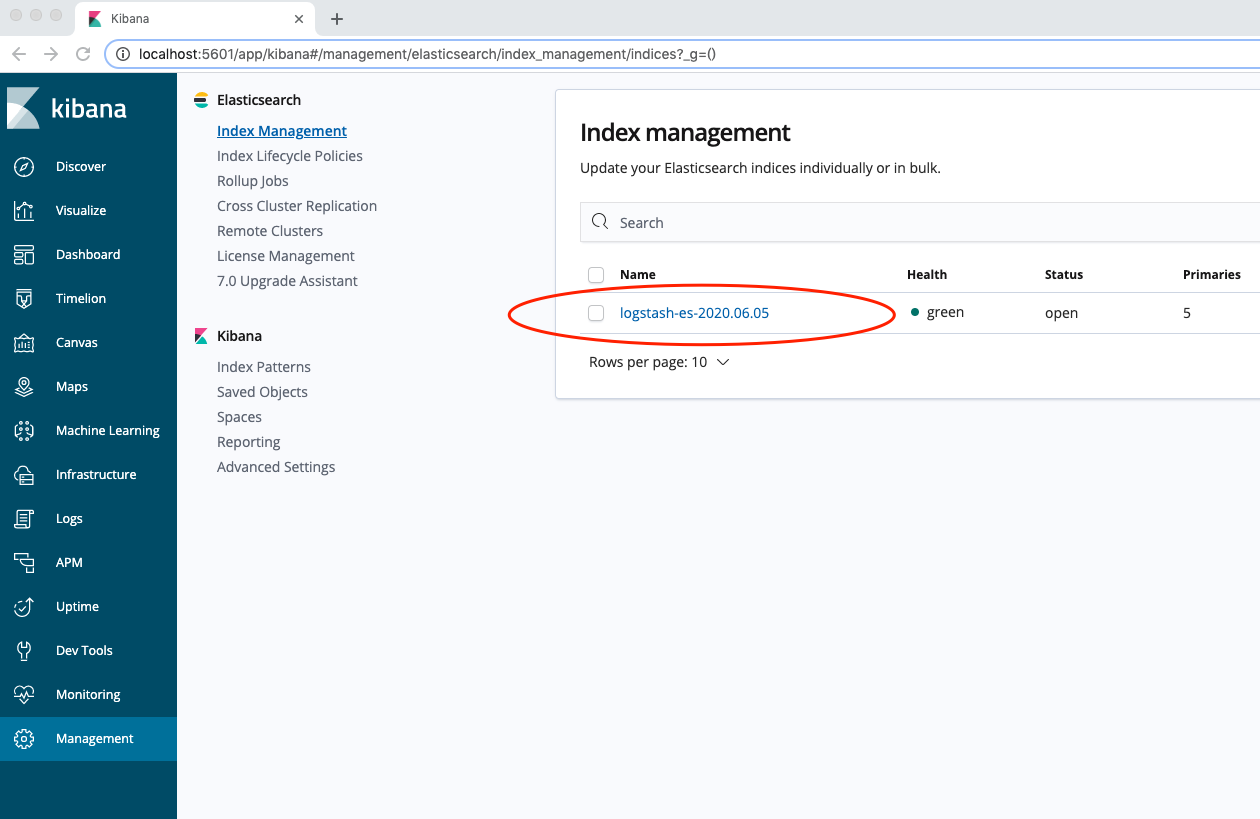 Kibana
localhost:5601/app/kibana#/management/elasticsearch/index_management/indices?_g=()
kibana
Discover
Visualize
Dashboard
Timelion
Canvas
Maps
Machine Learning
Infrastructure
Logs
APM
Uptime
Dev Tools
Monitoring
Management
Elasticsearch
Index Management
Index Lifecycle Policies
Rollup Jobs
Cross Cluster Replication
Remote Clusters
License Management
7.0 Upgrade Assistant
Kibana
Index Patterns
Saved Objects
Spaces
Reporting
Advanced Settings
Index management
Update your Elasticsearch indices individually or in bulk.
Search
Name Health Status Primaries
logstash-es-2020.06.05 green open 5
Rows per page: 10